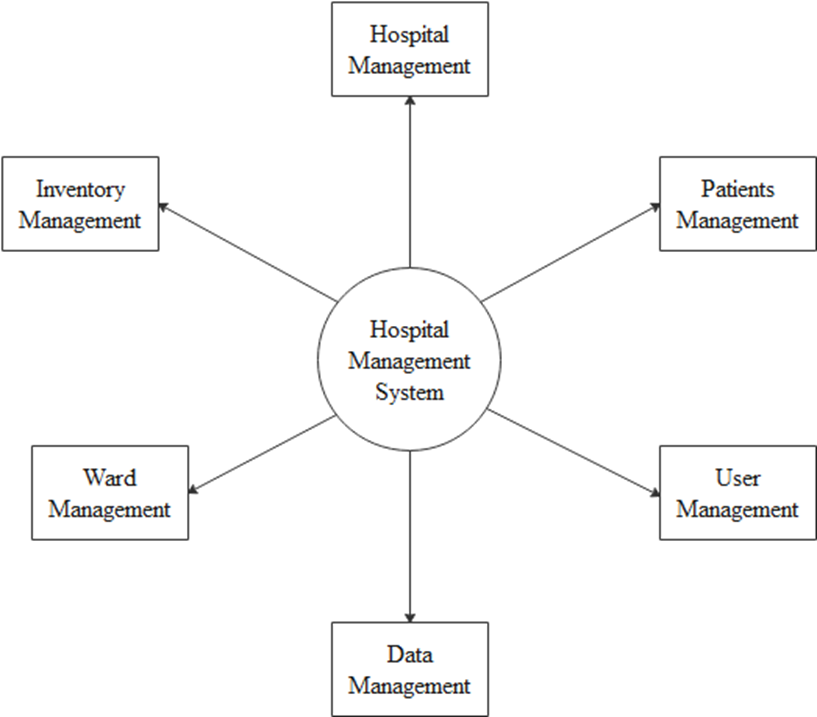 Hospital
Management
Inventory
Management
Patients
Management
Hospital
Management
System
Ward
Management
User
Management
Data
Management